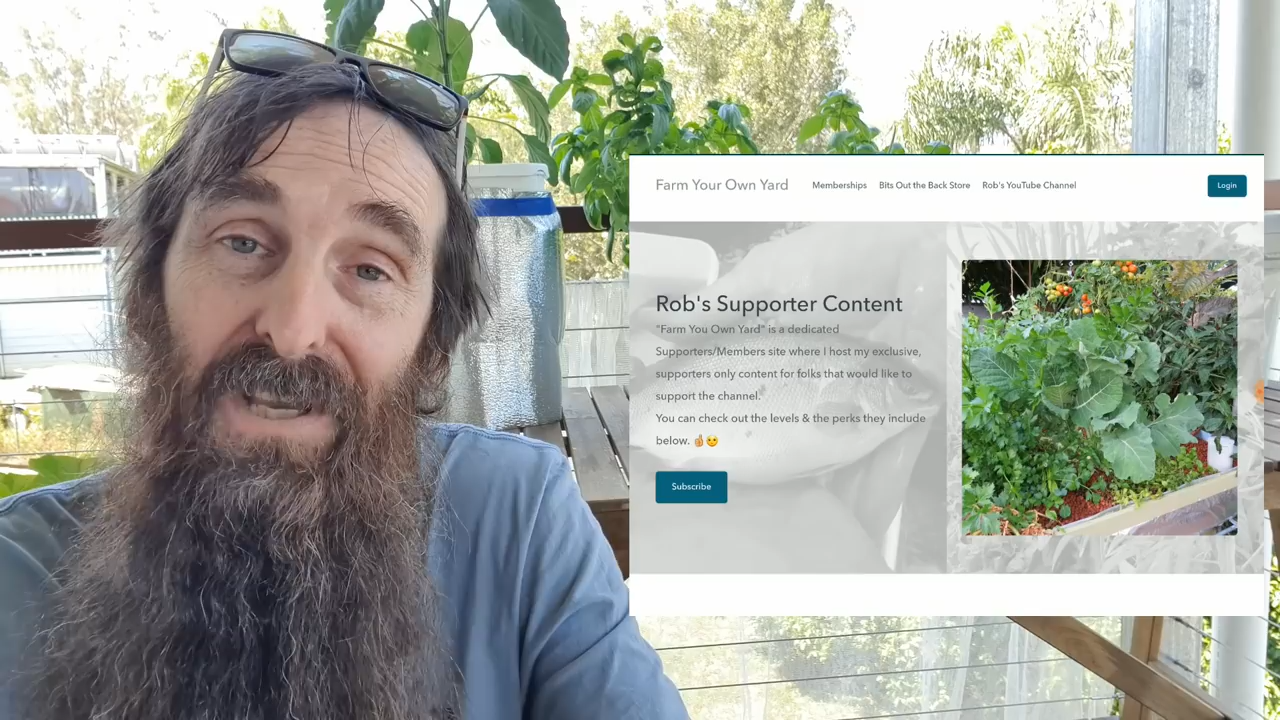 Farm Your Own Yard
Memberships Bits Out the Back Store Rob's YouTube Channel
Login
Rob's Supporter Content
"Farm You Own Yard" is a dedicated
Supporters/Members site where I host my exclusive,
supporters only content for folks that would like to
support the channel.
You can check out the levels & the perks they include
below. ☝️😉
Subscribe